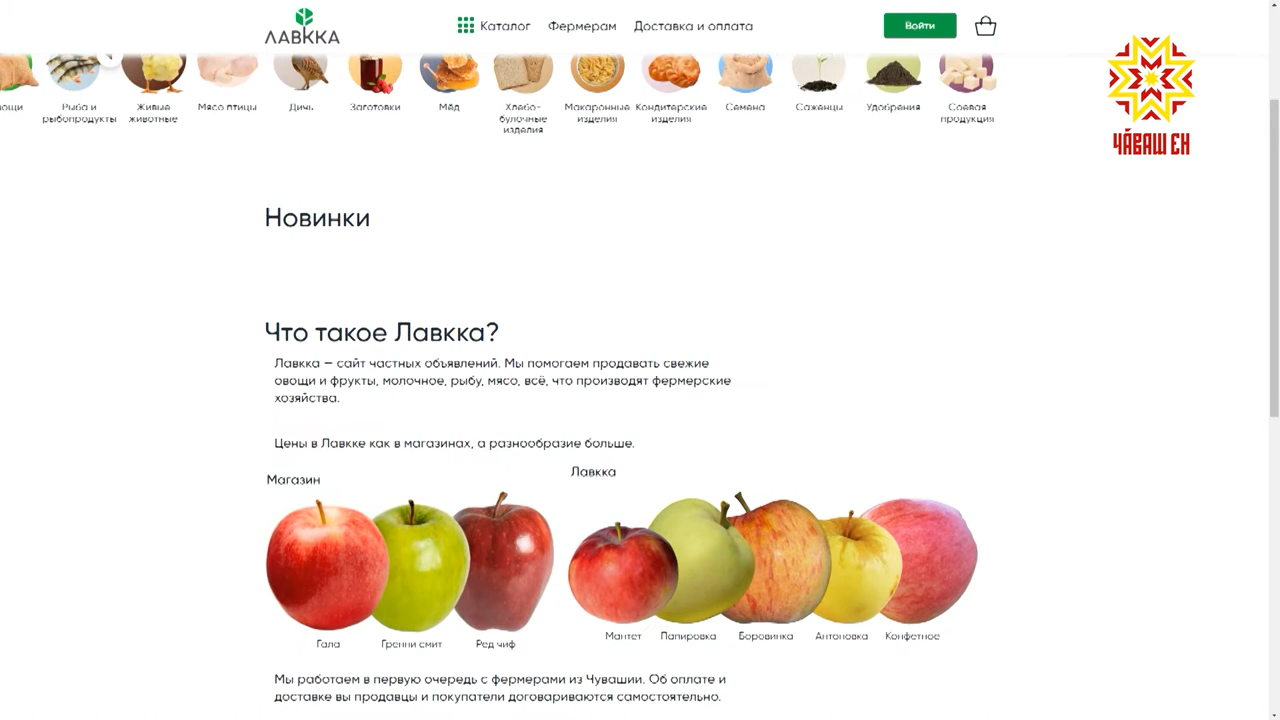 ЛАВККА
Каталог
Фермерам
Доставка и оплата
Войти
ощи
Рыба и
рыбопродукты
Живые
животные
Мясо птицы
Дичь
Заготовки
Мёд
Хлебо-
булочные
изделия
Макаронные
изделия
Кондитерские
изделия
Семена
Саженцы
Удобрения
Соевая
продукция
ЧӐВАШ ЕН
Новинки
Что такое Лавкка?
Лавкка — сайт частных объявлений. Мы помогаем продавать свежие
овощи и фрукты, молочное, рыбу, мясо, всё, что производят фермерские
хозяйства.
Цены в Лавкке как в магазинах, а разнообразие больше.
Магазин
Лавкка
Гала
Гренни смит
Ред чиф
Мантет
Папировка
Боровинка
Антоновка
Конфетное
Мы работаем в первую очередь с фермерами из Чувашии. Об оплате и
доставке вы продавцы и покупатели договариваются самостоятельно.